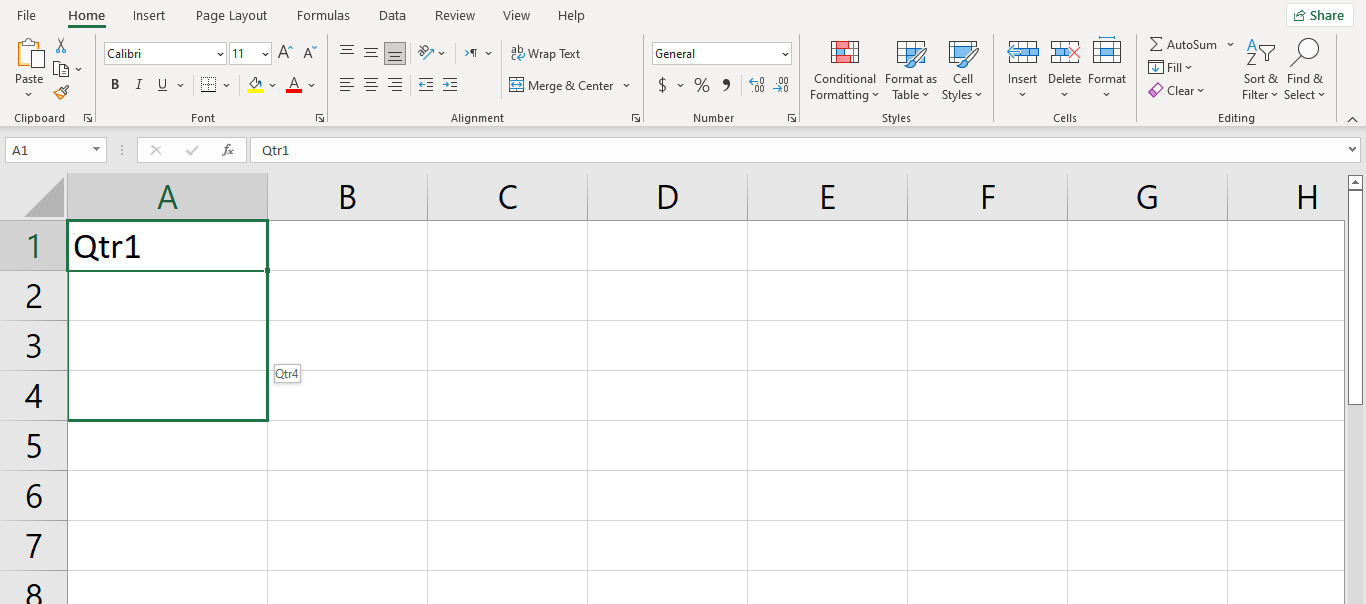 File Home Insert Page Layout Formulas Data Review View Help Share
Paste
Clipboard
Calibri 11 A A
B I U A
Font
ab Wrap Text
Merge & Center
Alignment
General
$ % 9 .00 .00
Number
Conditional Formatting
Format as Table
Cell Styles
Styles
Insert Delete Format
Cells
AutoSum
Fill
Clear
Sort & Filter
Find & Select
Editing
A1 fx Qtr1
A B C D E F G H
1 Qtr1
2
3
Qtr4
4
5
6
7
8